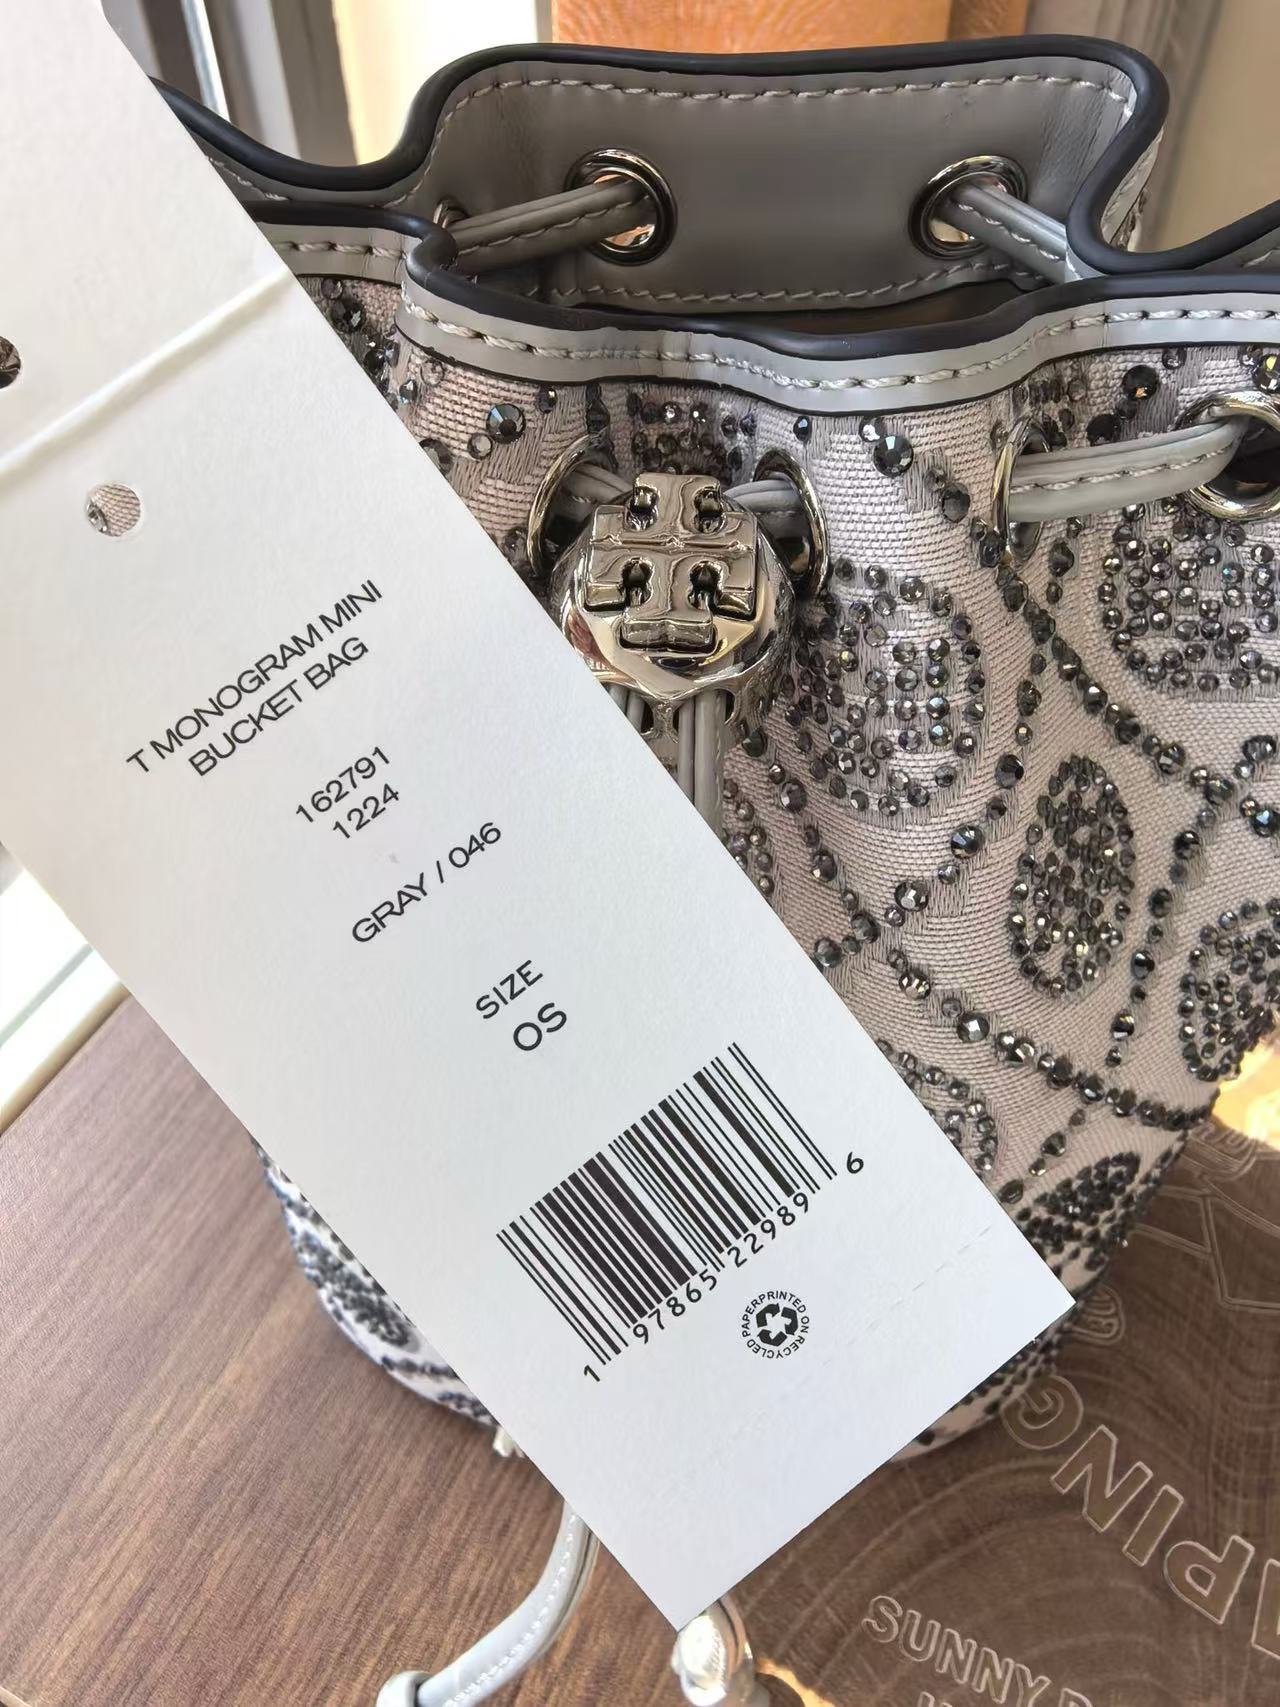 T MONOGRAM MINI
BUCKET BAG
162791
1224
GRAY / 046
SIZE
OS
1 97865 22989 6
PRINTED ON RECYCLED PAPER
APING
SUNNY